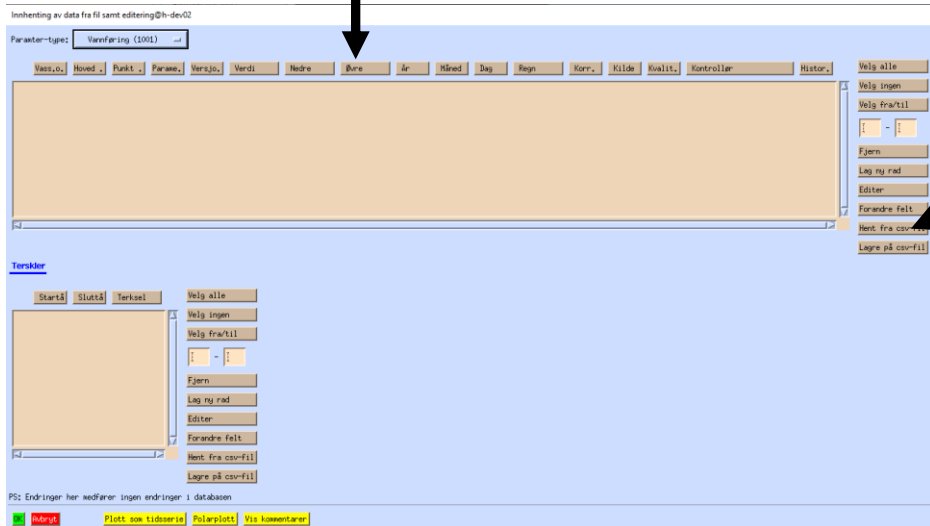 Innhenting av data fra fil samt editering@h-dev02
Paramter-type: Vannføring (1001)
Vass.o. Hoved . Punkt . Parame. Versjo. Verdi Nedre Øvre År Måned Dag Regn Korr. Kilde Kvalit. Kontrollør Histor.
Velg alle
Velg ingen
Velg fra/til
-
Fjern
Lag ny rad
Editer
Forandre felt
Hent fra csv-fil
Lagre på csv-fil
Terskler
Startå Sluttå Terksel
Velg alle
Velg ingen
Velg fra/til
-
Fjern
Lag ny rad
Editer
Forandre felt
Hent fra csv-fil
Lagre på csv-fil
PS: Endringer her medfører ingen endringer i databasen
OK Avbryt Plott som tidsserie Polarplott Vis kommentarer